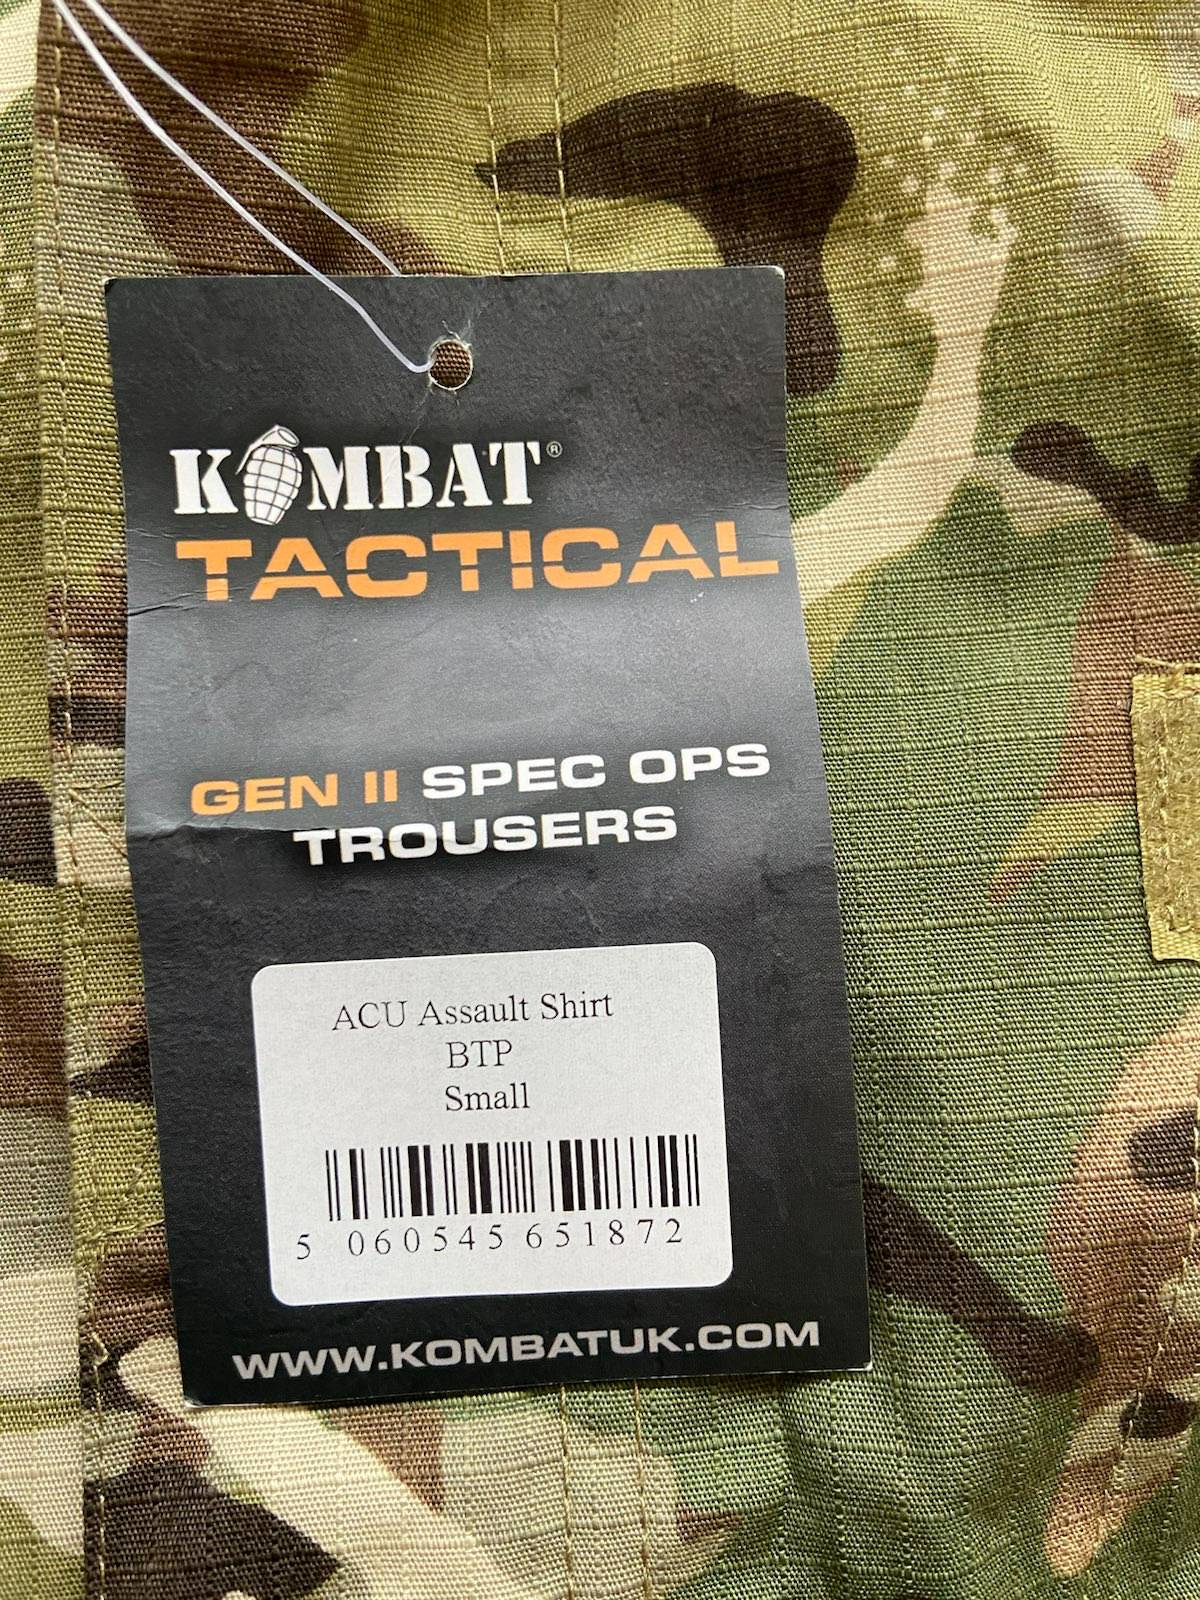 KOMBAT®
TACTICAL
GEN II SPEC OPS
TROUSERS
ACU Assault Shirt
BTP
Small
5 060545 651872
WWW.KOMBATUK.COM